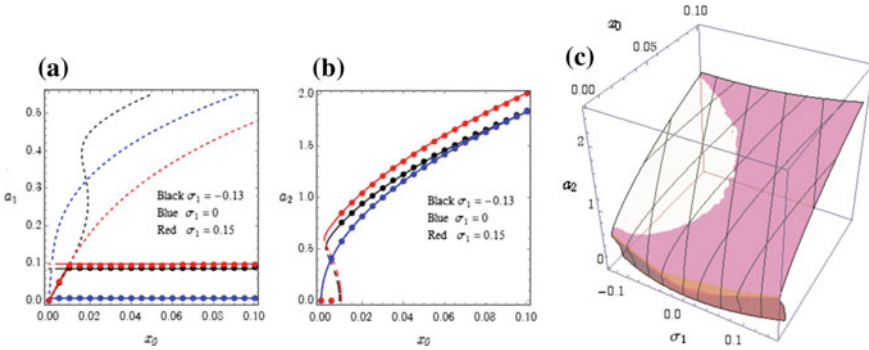 (a)
a₁
0.5
0.4
0.3
0.2
0.1
0.0
0.00 0.02 0.04 0.06 0.08 0.10
x₀
Black σ₁ = −0.13
Blue σ₁ = 0
Red σ₁ = 0.15
(b)
a₂
2.0
1.5
1.0
0.5
0.0
0.00 0.02 0.04 0.06 0.08 0.10
x₀
Black σ₁ = −0.13
Blue σ₁ = 0
Red σ₁ = 0.15
(c)
0.10
x₀
0.05
0.00
2
a₂
1
0
−0.1
0.0
σ₁
0.1